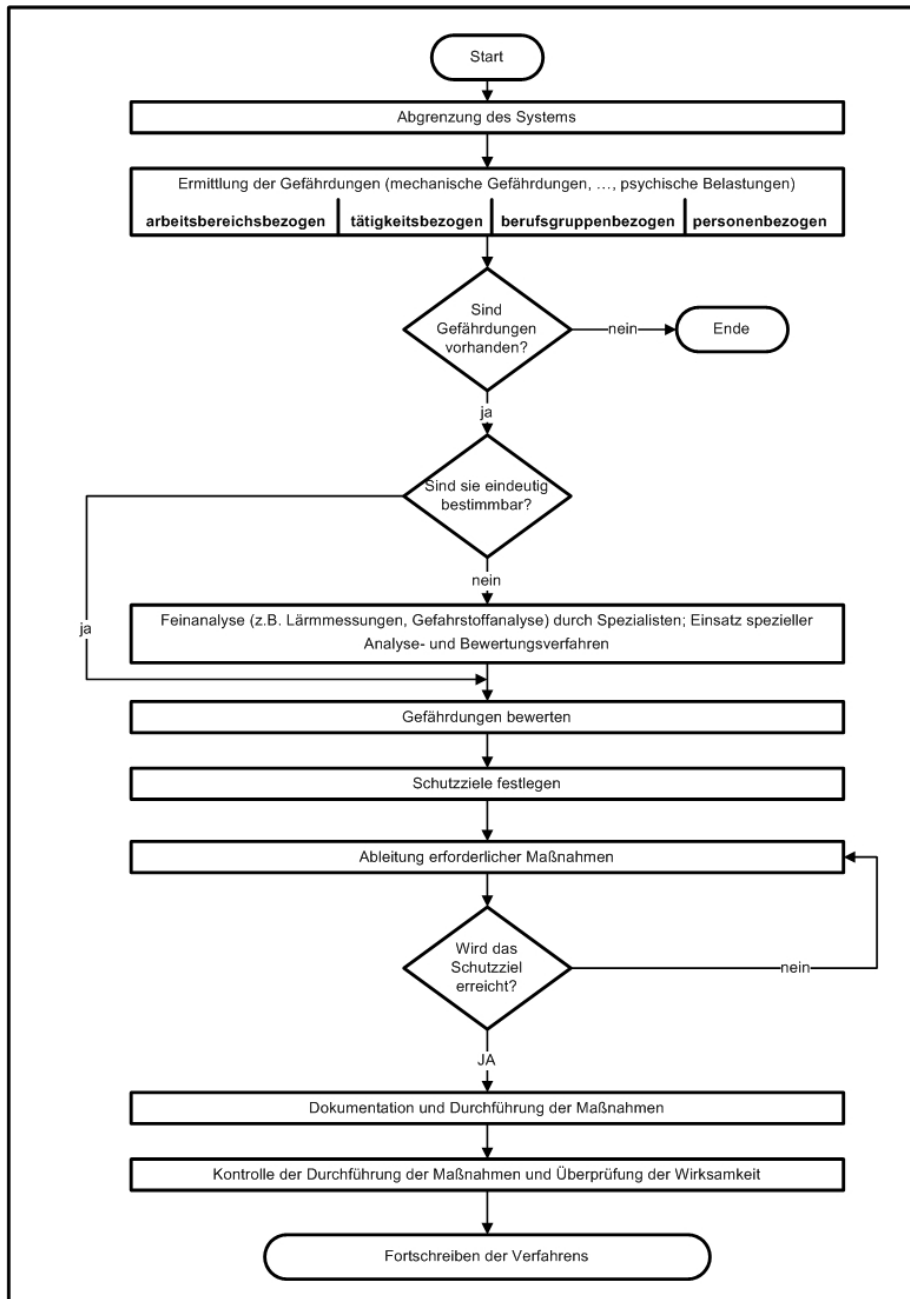 Start
Abgrenzung des Systems
Ermittlung der Gefährdungen (mechanische Gefährdungen, ..., psychische Belastungen)
arbeitsbereichsbezogen tätigkeitsbezogen berufsgruppenbezogen personenbezogen
Sind
Gefährdungen
vorhanden?
nein
Ende
ja
Sind sie eindeutig
bestimmbar?
nein
ja
Feinanalyse (z.B. Lärmmessungen, Gefahrstoffanalyse) durch Spezialisten; Einsatz spezieller
Analyse- und Bewertungsverfahren
Gefährdungen bewerten
Schutzziele festlegen
Ableitung erforderlicher Maßnahmen
Wird das
Schutzziel
erreicht?
nein
JA
Dokumentation und Durchführung der Maßnahmen
Kontrolle der Durchführung der Maßnahmen und Überprüfung der Wirksamkeit
Fortschreiben der Verfahrens